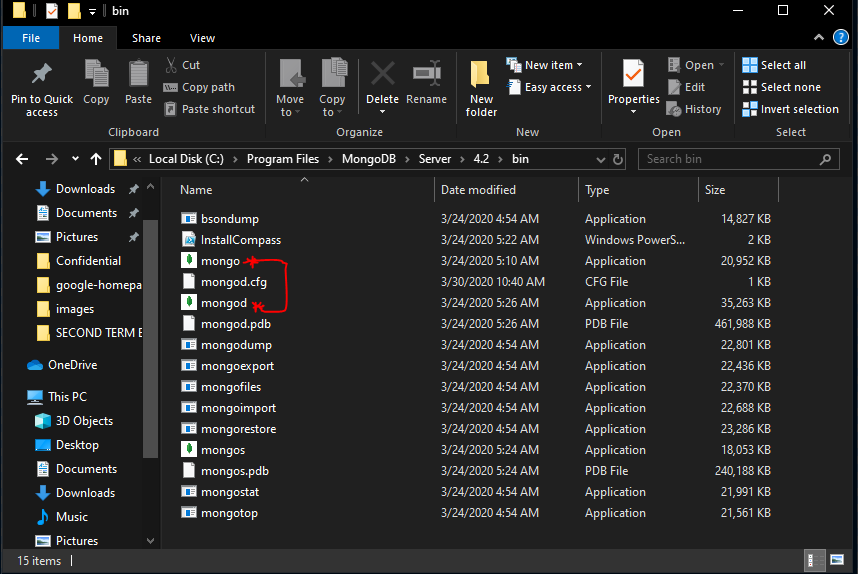 bin
File Home Share View
Pin to Quick access
Copy
Paste
Cut
Copy path
Paste shortcut
Clipboard
Move to
Copy to
Delete
Rename
Organize
New folder
New item
Easy access
New
Properties
Open
Edit
History
Open
Select all
Select none
Invert selection
Select
« Local Disk (C:) > Program Files > MongoDB > Server > 4.2 > bin
Search bin
Downloads
Documents
Pictures
Confidential
google-homepa
images
SECOND TERM E
OneDrive
This PC
3D Objects
Desktop
Documents
Downloads
Music
Pictures
Name Date modified Type Size
bsondump 3/24/2020 4:54 AM Application 14,827 KB
InstallCompass 3/24/2020 5:22 AM Windows PowerS... 2 KB
mongo 3/24/2020 5:10 AM Application 20,952 KB
mongod.cfg 3/30/2020 10:40 AM CFG File 1 KB
mongod 3/24/2020 5:26 AM Application 35,263 KB
mongod.pdb 3/24/2020 5:26 AM PDB File 461,988 KB
mongodump 3/24/2020 4:54 AM Application 22,801 KB
mongoexport 3/24/2020 4:54 AM Application 22,436 KB
mongofiles 3/24/2020 4:54 AM Application 22,370 KB
mongoimport 3/24/2020 4:54 AM Application 22,688 KB
mongorestore 3/24/2020 4:54 AM Application 23,286 KB
mongos 3/24/2020 5:24 AM Application 18,053 KB
mongos.pdb 3/24/2020 5:24 AM PDB File 240,188 KB
mongostat 3/24/2020 4:54 AM Application 21,991 KB
mongotop 3/24/2020 4:54 AM Application 21,561 KB
15 items